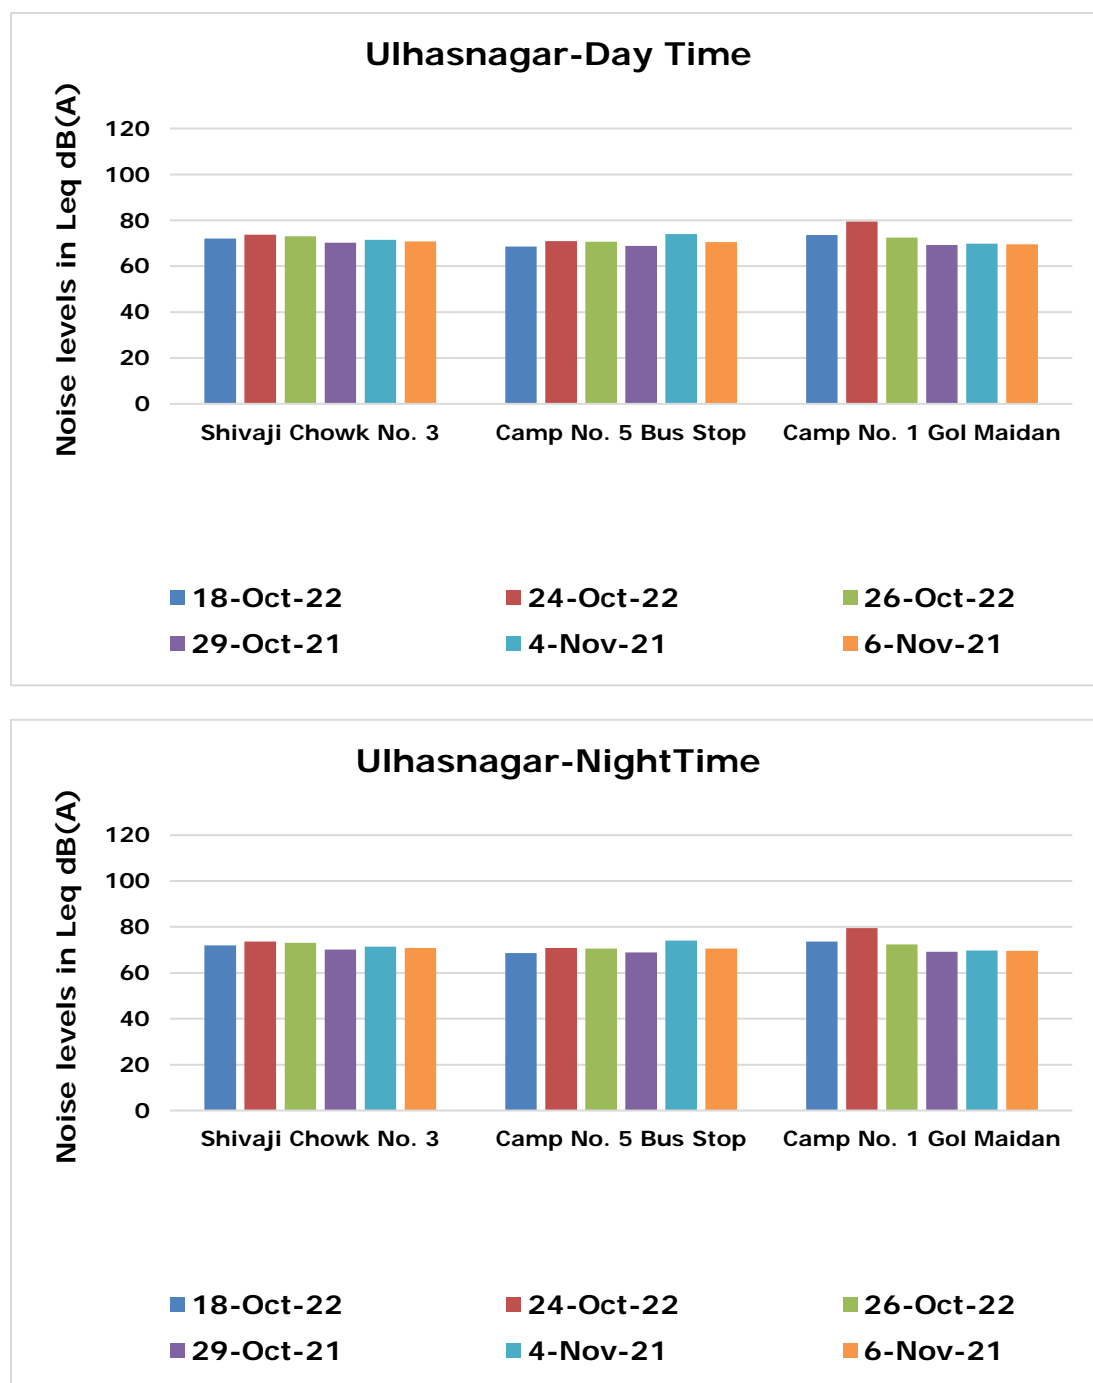 Ulhasnagar-Day Time
Noise levels in Leq dB(A)
120
100
80
60
40
20
0
Shivaji Chowk No. 3 Camp No. 5 Bus Stop Camp No. 1 Gol Maidan
18-Oct-22 24-Oct-22 26-Oct-22
29-Oct-21 4-Nov-21 6-Nov-21
Ulhasnagar-NightTime
Noise levels in Leq dB(A)
120
100
80
60
40
20
0
Shivaji Chowk No. 3 Camp No. 5 Bus Stop Camp No. 1 Gol Maidan
18-Oct-22 24-Oct-22 26-Oct-22
29-Oct-21 4-Nov-21 6-Nov-21